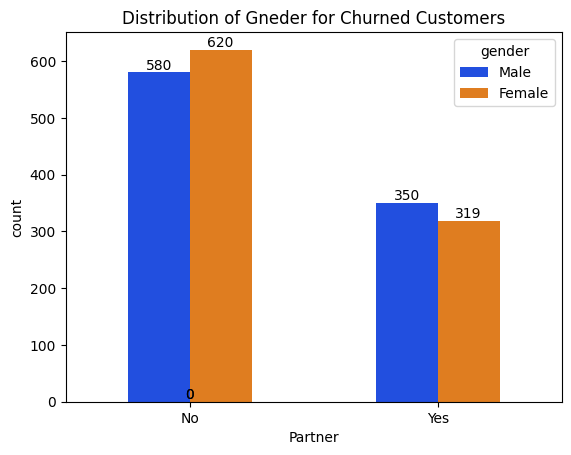 Distribution of Gneder for Churned Customers
gender
Male
Female
count
600
500
400
300
200
100
0
580
620
350
319
0
No
Yes
Partner